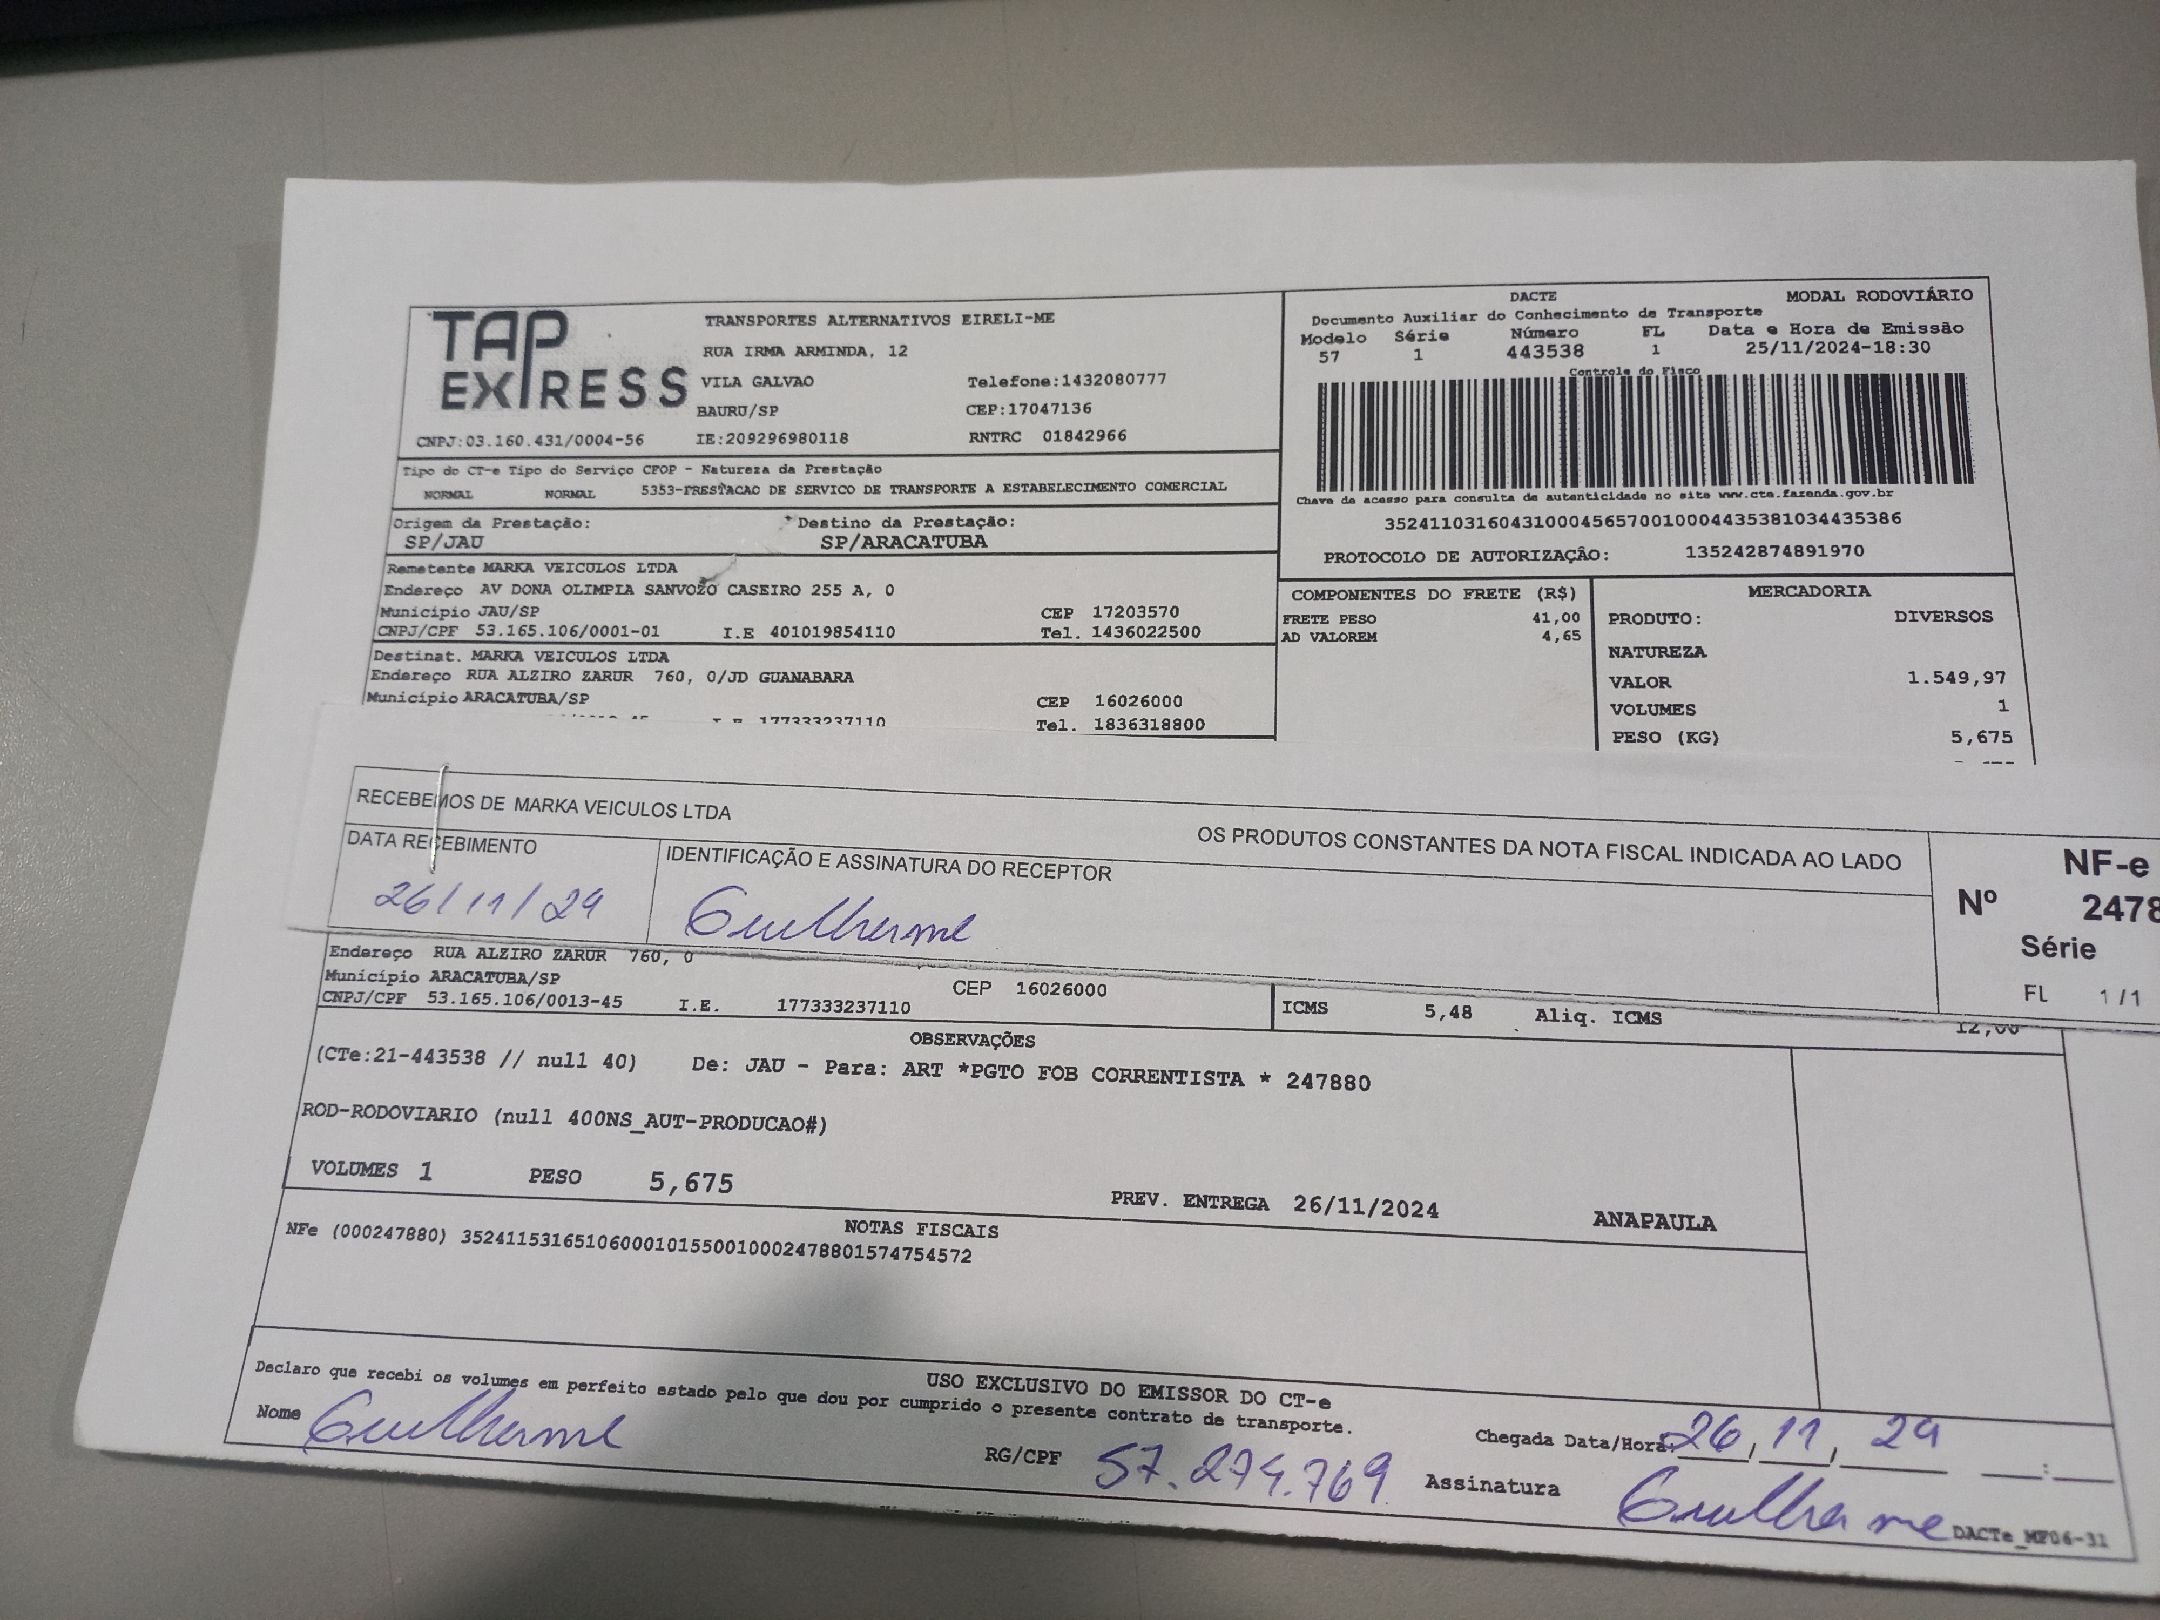 TAP EXPRESS
TRANSPORTES ALTERNATIVOS EIRELI-ME
RUA IRMA ARMINDA, 12
VILA GALVAO Telefone:1432080777
BAURU/SP CEP:17047136
CNPJ:03.160.431/0004-56 IE:209296980118 RNTRC 01842966
DACTE MODAL RODOVIÁRIO
Documento Auxiliar do Conhecimento de Transporte
Modelo Série Número FL Data e Hora de Emissão
57 1 443538 1 25/11/2024-18:30
Controle do Fisco
Chave de acesso para consulta de autenticidade no site www.cte.fazenda.gov.br
35241103160431000456570010004435381034435386
PROTOCOLO DE AUTORIZAÇÃO: 135242874891970
Tipo do CT-e Tipo do Serviço CFOP - Natureza da Prestação
NORMAL NORMAL 5353-PRESTACAO DE SERVICO DE TRANSPORTE A ESTABELECIMENTO COMERCIAL
Origem da Prestação: Destino da Prestação:
SP/JAU SP/ARACATUBA
Remetente MARKA VEICULOS LTDA
Endereço AV DONA OLIMPIA SANVOZO CASEIRO 255 A, 0
Município JAU/SP CEP 17203570
CNPJ/CPF 53.165.106/0001-01 I.E 401019854110 Tel. 1436022500
Destinat. MARKA VEICULOS LTDA
Endereço RUA ALZIRO ZARUR 760, 0/JD GUANABARA
Município ARACATUBA/SP CEP 16026000
177333237110 Tel. 1836318800
COMPONENTES DO FRETE (R$)
FRETE PESO 41,00
AD VALOREM 4,65
MERCADORIA
PRODUTO: DIVERSOS
NATUREZA
VALOR 1.549,97
VOLUMES 1
PESO (KG) 5,675
RECEBEMOS DE MARKA VEICULOS LTDA OS PRODUTOS CONSTANTES DA NOTA FISCAL INDICADA AO LADO
DATA RECEBIMENTO IDENTIFICAÇÃO E ASSINATURA DO RECEPTOR
26/11/24 Guilherme
NF-e
Nº 2478
Série
FL 1/1
Endereço RUA ALZIRO ZARUR 760, 0
Município ARACATUBA/SP CEP 16026000
CNPJ/CPF 53.165.106/0013-45 I.E. 177333237110
ICMS 5,48 Aliq. ICMS 12,00
OBSERVAÇÕES
(CTe:21-443538 // null 40) De: JAU - Para: ART *PGTO FOB CORRENTISTA * 247880
ROD-RODOVIARIO (null 400NS_AUT-PRODUCAO#)
VOLUMES 1 PESO 5,675 PREV. ENTREGA 26/11/2024 ANAPAULA
NOTAS FISCAIS
NFe (000247880) 35241153165106000101550010002478801574754572
USO EXCLUSIVO DO EMISSOR DO CT-e
Declaro que recebi os volumes em perfeito estado pelo que dou por cumprido o presente contrato de transporte.
Nome Guilherme RG/CPF 57.274.769 Chegada Data/Hora: 26, 11, 24 __:__
Assinatura Guilherme DACTe_MF06-31